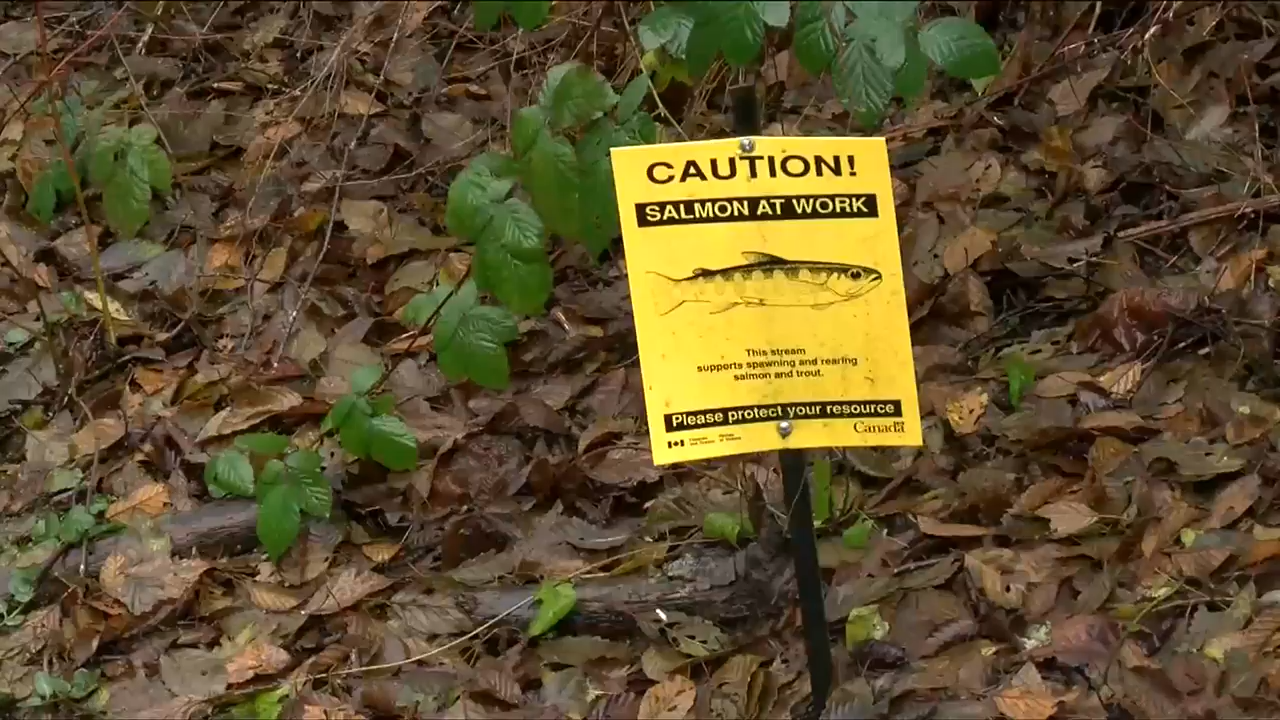 CAUTION!
SALMON AT WORK
This stream
supports spawning and rearing
salmon and trout.
Please protect your resource
Canada